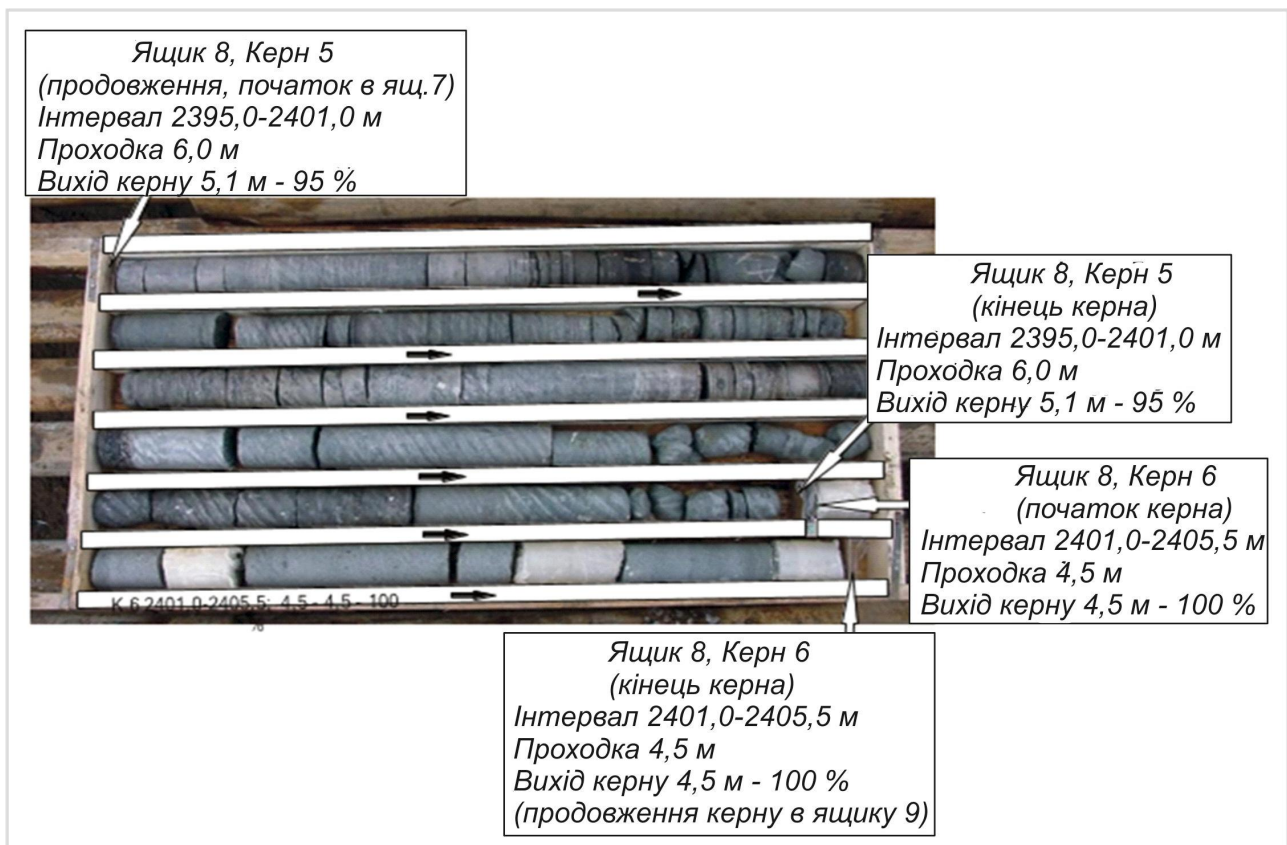 Ящик 8, Керн 5
(продовження, початок в ящ.7)
Інтервал 2395,0-2401,0 м
Проходка 6,0 м
Вихід керну 5,1 м - 95 %
Ящик 8, Керн 5
(кінець керна)
Інтервал 2395,0-2401,0 м
Проходка 6,0 м
Вихід керну 5,1 м - 95 %
Ящик 8, Керн 6
(початок керна)
Інтервал 2401,0-2405,5 м
Проходка 4,5 м
Вихід керну 4,5 м - 100 %
К.6 2401,0-2405,5; 4,5 - 4,5 - 100
%
Ящик 8, Керн 6
(кінець керна)
Інтервал 2401,0-2405,5 м
Проходка 4,5 м
Вихід керну 4,5 м - 100 %
(продовження керну в ящику 9)